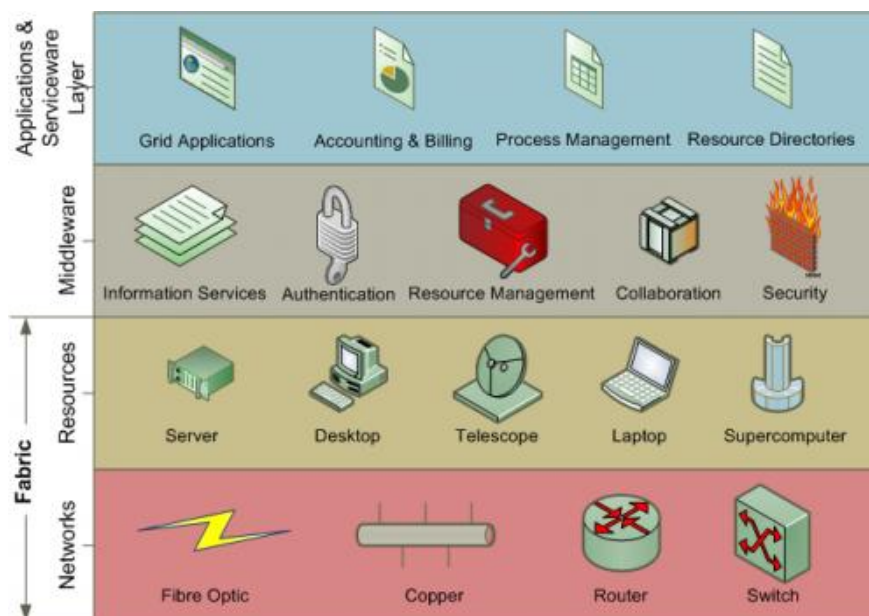 Applications &
Serviceware
Layer
Grid Applications
Accounting & Billing
Process Management
Resource Directories
Middleware
Information Services
Authentication
Resource Management
Collaboration
Security
Fabric
Resources
Server
Desktop
Telescope
Laptop
Supercomputer
Networks
Fibre Optic
Copper
Router
Switch